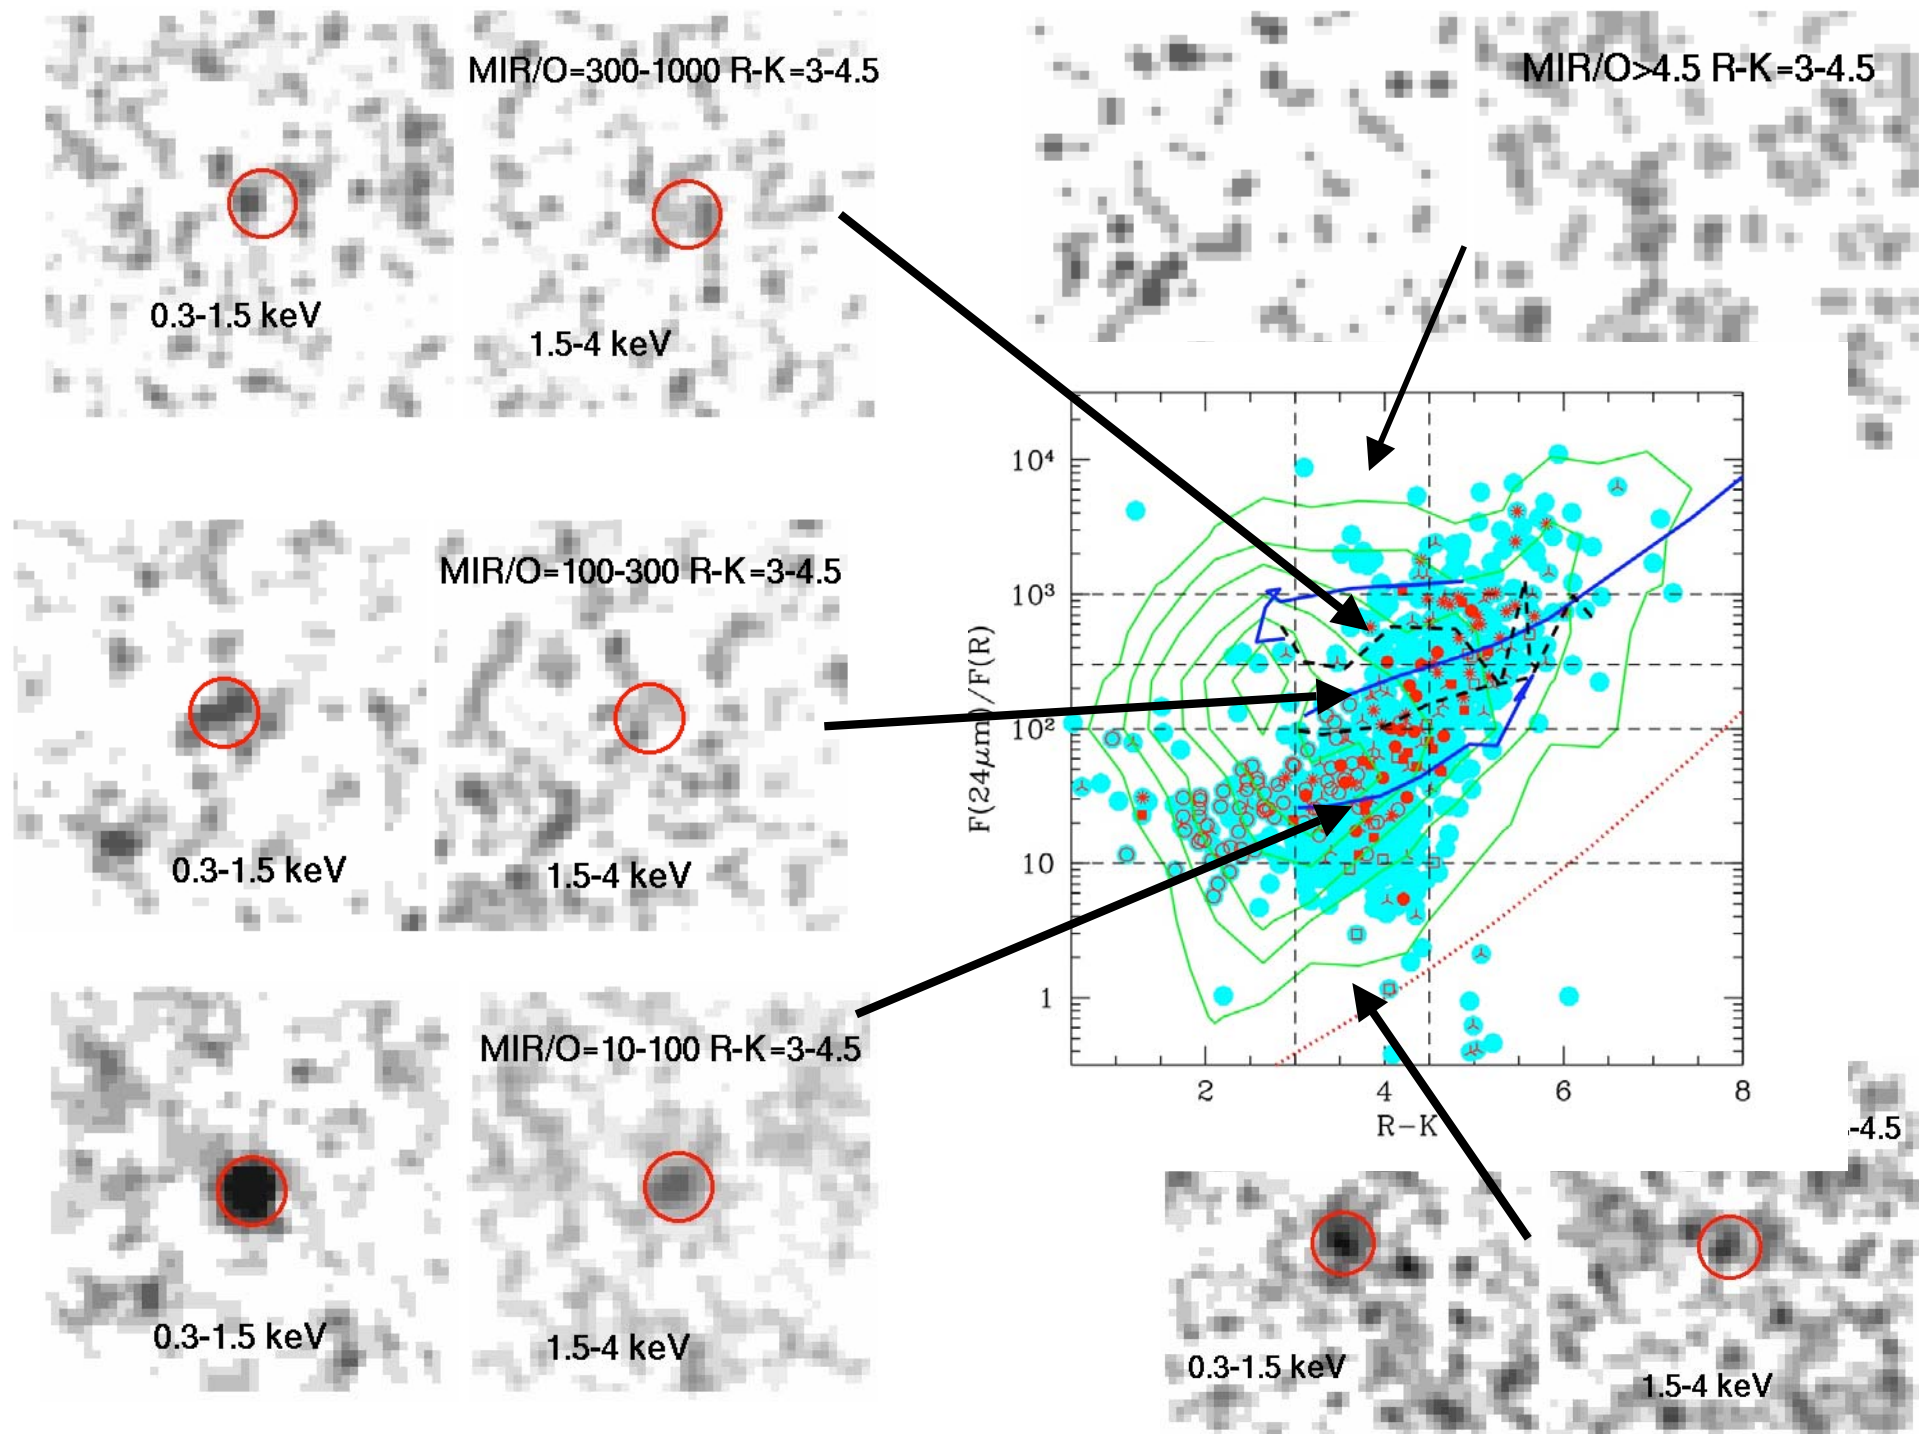 MIR/O=300-1000 R-K=3-4.5
0.3-1.5 keV
1.5-4 keV
MIR/O>4.5 R-K=3-4.5
MIR/O=100-300 R-K=3-4.5
0.3-1.5 keV
1.5-4 keV
MIR/O=10-100 R-K=3-4.5
0.3-1.5 keV
1.5-4 keV
F(24μm)/F(R)
10⁴
10³
10²
10
1
2 4 6 8
R-K
-4.5
0.3-1.5 keV
1.5-4 keV